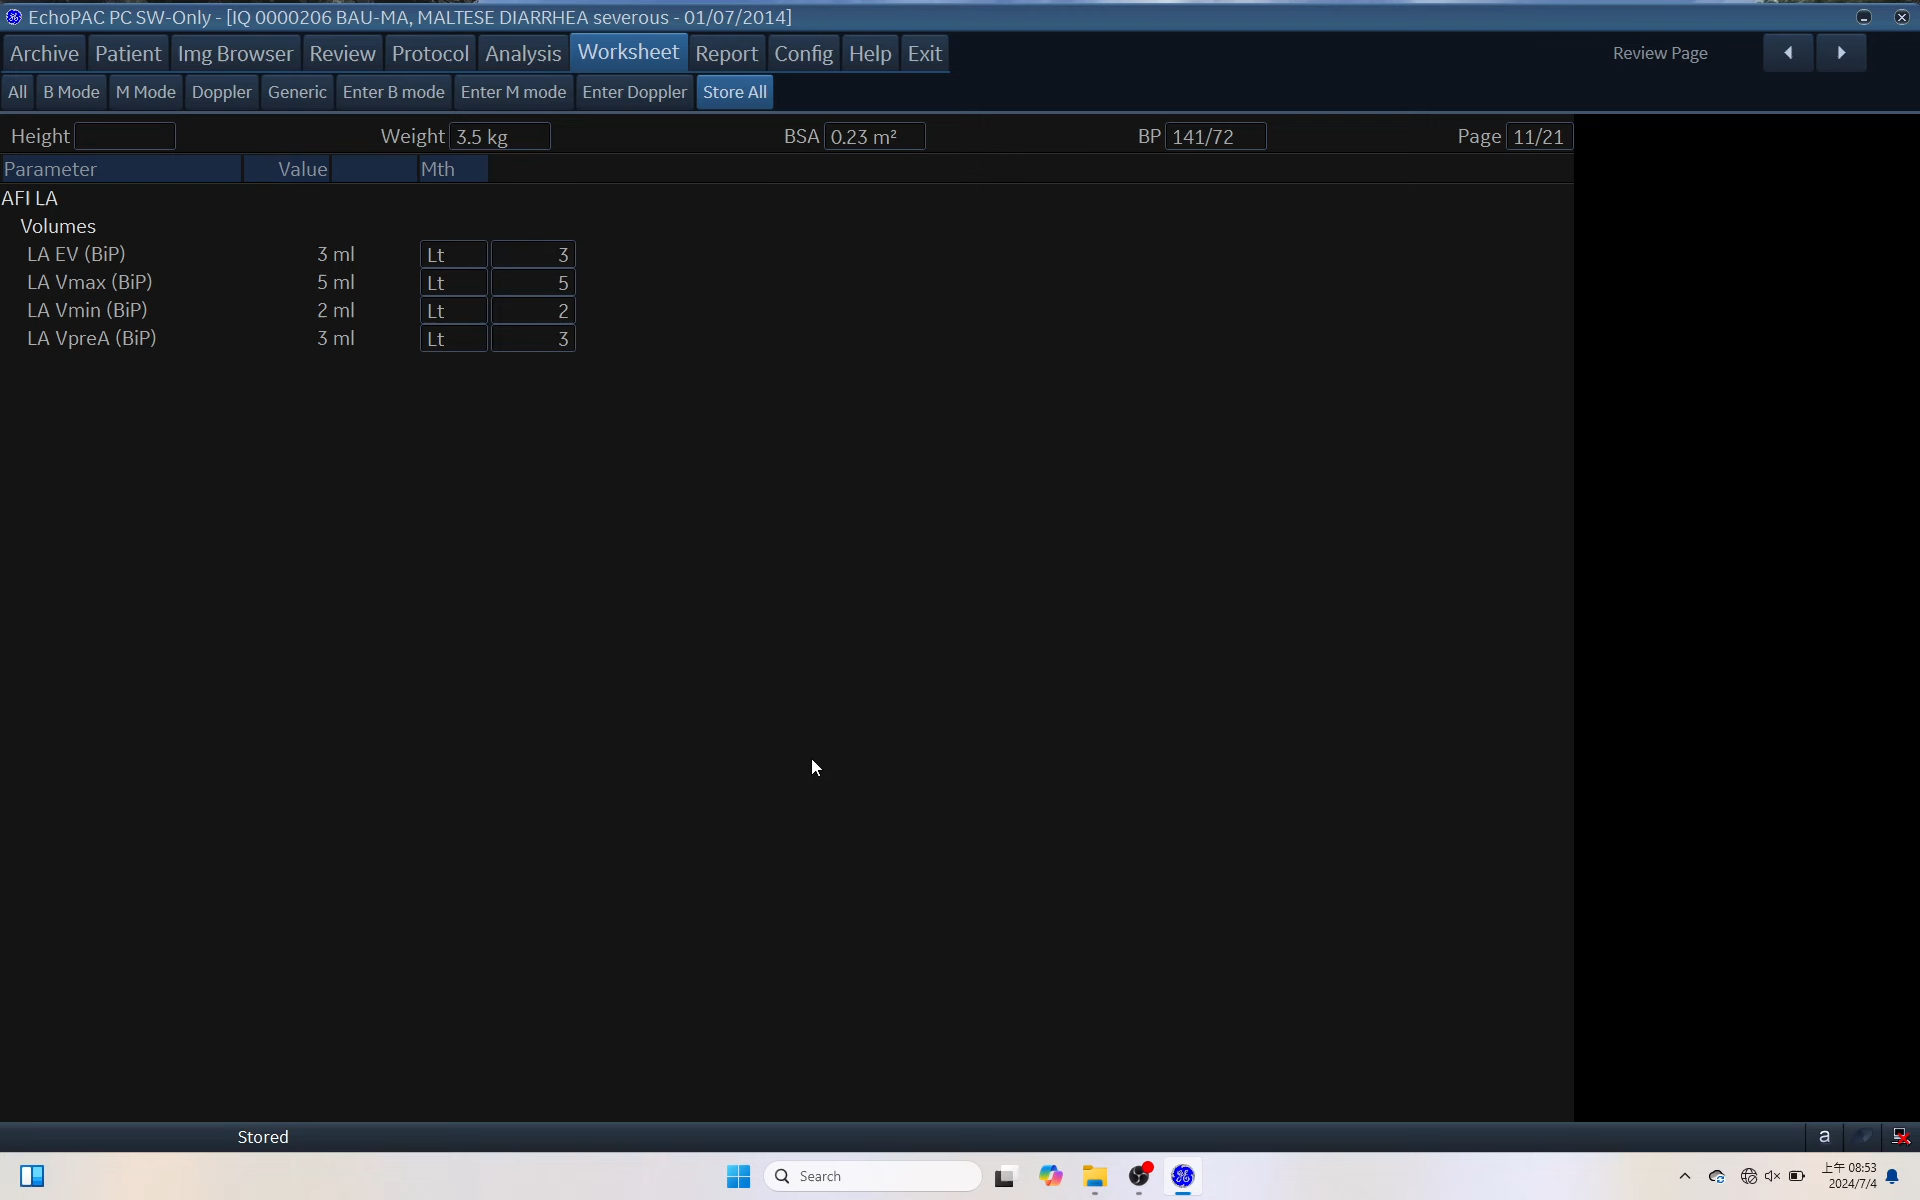 EchoPAC PC SW-Only - [IQ 0000206 BAU-MA, MALTESE DIARRHEA severous - 01/07/2014]
Archive Patient Img Browser Review Protocol Analysis Worksheet Report Config Help Exit Review Page
All B Mode M Mode Doppler Generic Enter B mode Enter M mode Enter Doppler Store All
Height Weight 3.5 kg BSA 0.23 m² BP 141/72 Page 11/21
Parameter Value Mth
AFI LA
Volumes
LA EV (BiP) 3 ml Lt 3
LA Vmax (BiP) 5 ml Lt 5
LA Vmin (BiP) 2 ml Lt 2
LA VpreA (BiP) 3 ml Lt 3
Stored a
Search
上午 08:53
2024/7/4